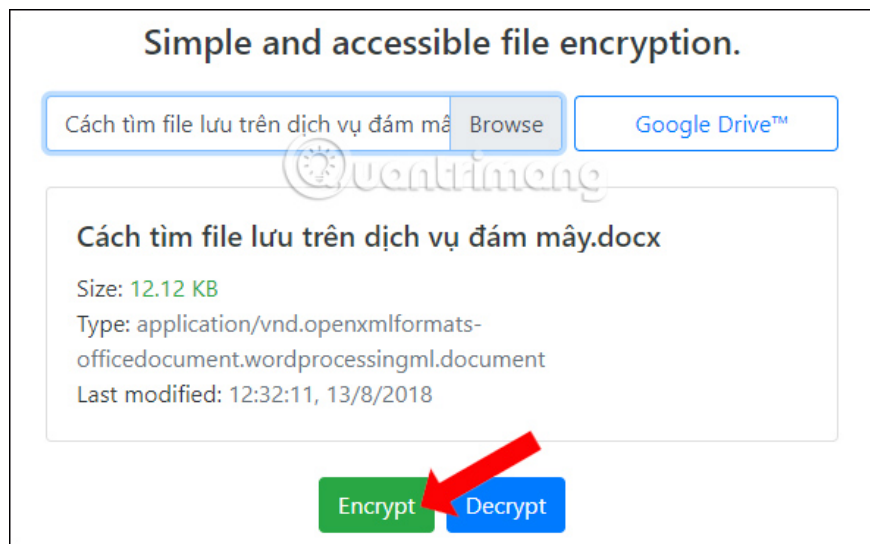 Simple and accessible file encryption.
Cách tìm file lưu trên dịch vụ đám mâ Browse Google Drive™
Quantrimang
Cách tìm file lưu trên dịch vụ đám mây.docx
Size: 12.12 KB
Type: application/vnd.openxmlformats-
officedocument.wordprocessingml.document
Last modified: 12:32:11, 13/8/2018
Encrypt Decrypt